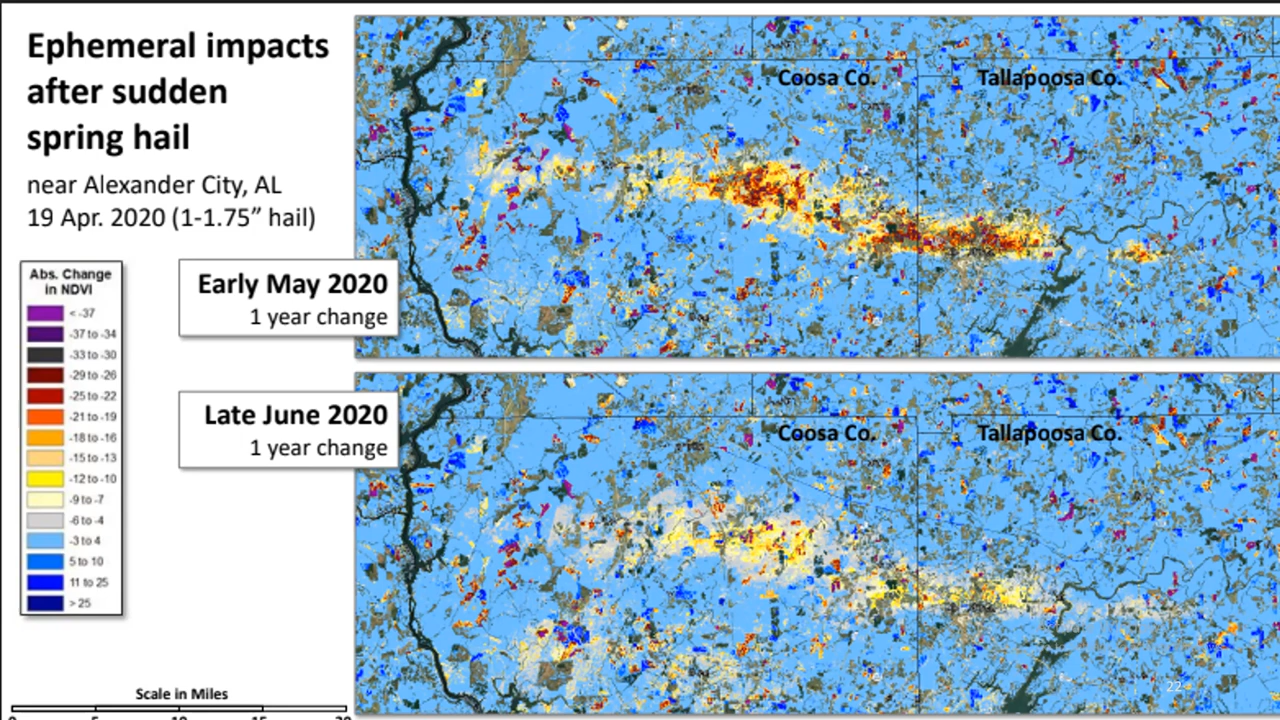 Ephemeral impacts
after sudden
spring hail
near Alexander City, AL
19 Apr. 2020 (1-1.75” hail)
Abs. Change
in NDVI
< -37
-37 to -34
-33 to -30
-29 to -26
-25 to -22
-21 to -19
-18 to -16
-15 to -13
-12 to -10
-9 to -7
-6 to -4
-3 to 4
5 to 10
11 to 25
> 25
Early May 2020
1 year change
Late June 2020
1 year change
Coosa Co.
Tallapoosa Co.
Coosa Co.
Tallapoosa Co.
22
Scale in Miles
0 5 10 15 20